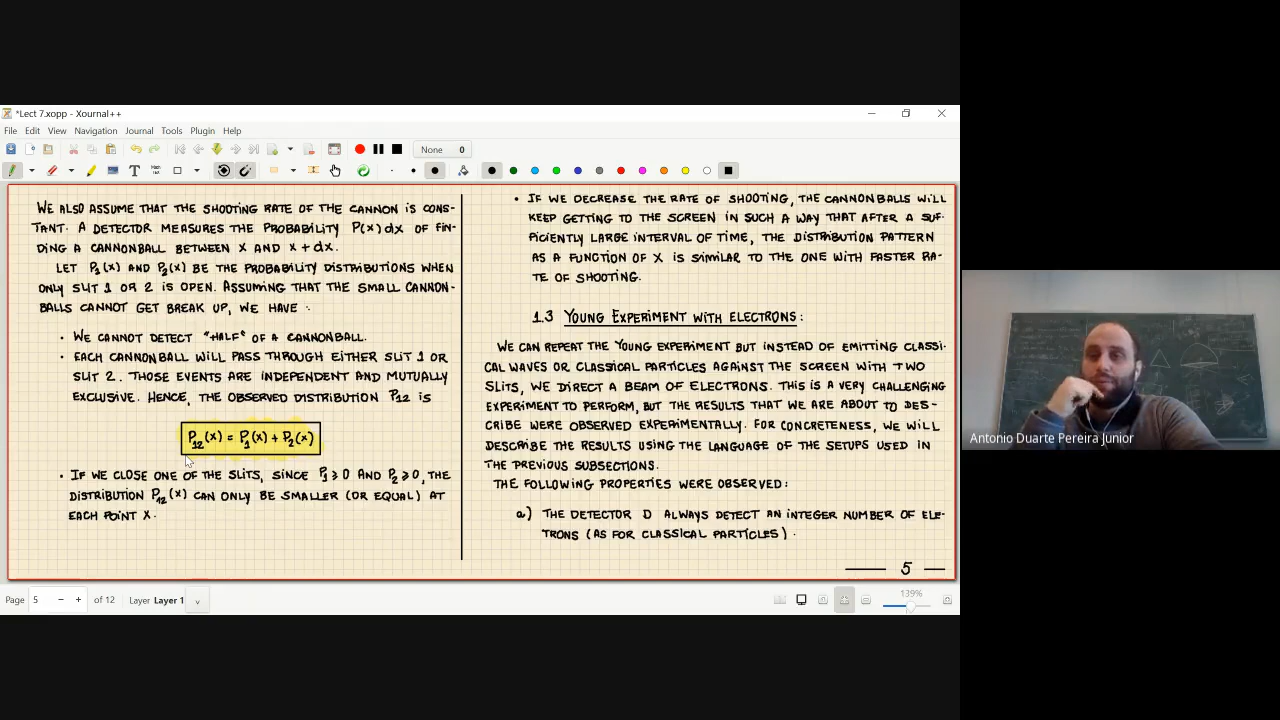 *Lect 7.xopp - Xournal++
File Edit View Navigation Journal Tools Plugin Help
None 0
WE ALSO ASSUME THAT THE SHOOTING RATE OF THE CANNON IS CONS-
TANT. A DETECTOR MEASURES THE PROBABILITY P(x)dx OF FIN-
DING A CANNONBALL BETWEEN X AND X + dX.
LET P₁(x) AND P₂(x) BE THE PROBABILITY DISTRIBUTIONS WHEN
ONLY SLIT 1 OR 2 IS OPEN. ASSUMING THAT THE SMALL CANNON-
BALLS CANNOT GET BREAK UP, WE HAVE :
• WE CANNOT DETECT "HALF" OF A CANNONBALL.
• EACH CANNONBALL WILL PASS THROUGH EITHER SLIT 1 OR
SLIT 2. THOSE EVENTS ARE INDEPENDENT AND MUTUALLY
EXCLUSIVE. HENCE, THE OBSERVED DISTRIBUTION P₁₂ IS
P₁₂(x) = P₁(x) + P₂(x)
• IF WE CLOSE ONE OF THE SLITS, SINCE P₁ ⩾ 0 AND P₂ ⩾ 0, THE
DISTRIBUTION P₁₂(x) CAN ONLY BE SMALLER (OR EQUAL) AT
EACH POINT X.
• IF WE DECREASE THE RATE OF SHOOTING, THE CANNONBALLS WILL
KEEP GETTING TO THE SCREEN IN SUCH A WAY THAT AFTER A SUF-
FICIENTLY LARGE INTERVAL OF TIME, THE DISTRIBUTION PATTERN
AS A FUNCTION OF X IS SIMILAR TO THE ONE WITH FASTER RA-
TE OF SHOOTING.
1.3 YOUNG EXPERIMENT WITH ELECTRONS:
WE CAN REPEAT THE YOUNG EXPERIMENT BUT INSTEAD OF EMITTING CLASSI-
CAL WAVES OR CLASSICAL PARTICLES AGAINST THE SCREEN WITH TWO
SLITS, WE DIRECT A BEAM OF ELECTRONS. THIS IS A VERY CHALLENGING
EXPERIMENT TO PERFORM, BUT THE RESULTS THAT WE ARE ABOUT TO DES-
CRIBE WERE OBSERVED EXPERIMENTALLY. FOR CONCRETENESS, WE WILL
DESCRIBE THE RESULTS USING THE LANGUAGE OF THE SETUPS USED IN
THE PREVIOUS SUBSECTIONS.
THE FOLLOWING PROPERTIES WERE OBSERVED:
a) THE DETECTOR D ALWAYS DETECT AN INTEGER NUMBER OF ELE-
TRONS (AS FOR CLASSICAL PARTICLES).
5
Page 5 − + of 12 Layer Layer 1
139%
Antonio Duarte Pereira Junior